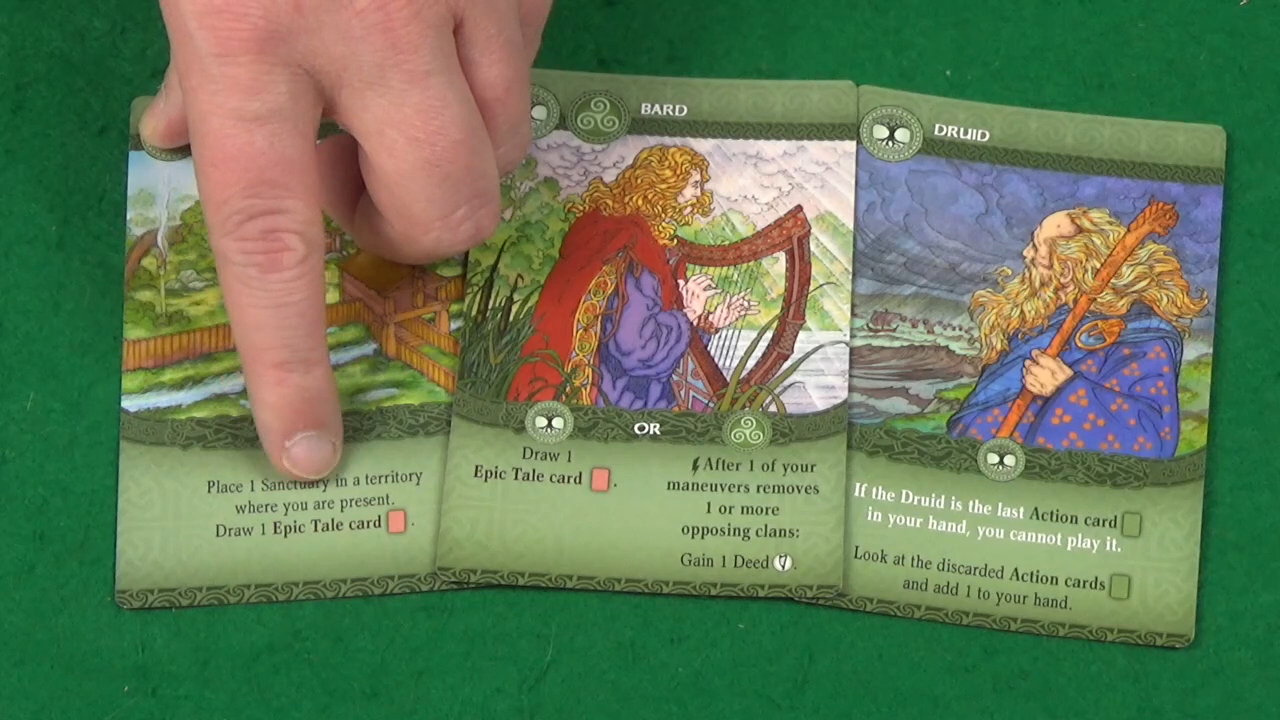 Place 1 Sanctuary in a territory
where you are present.
Draw 1 Epic Tale card .
BARD
OR
Draw 1
Epic Tale card .
After 1 of your
maneuvers removes
1 or more
opposing clans:
Gain 1 Deed .
DRUID
If the Druid is the last Action card
in your hand, you cannot play it.
Look at the discarded Action cards
and add 1 to your hand.